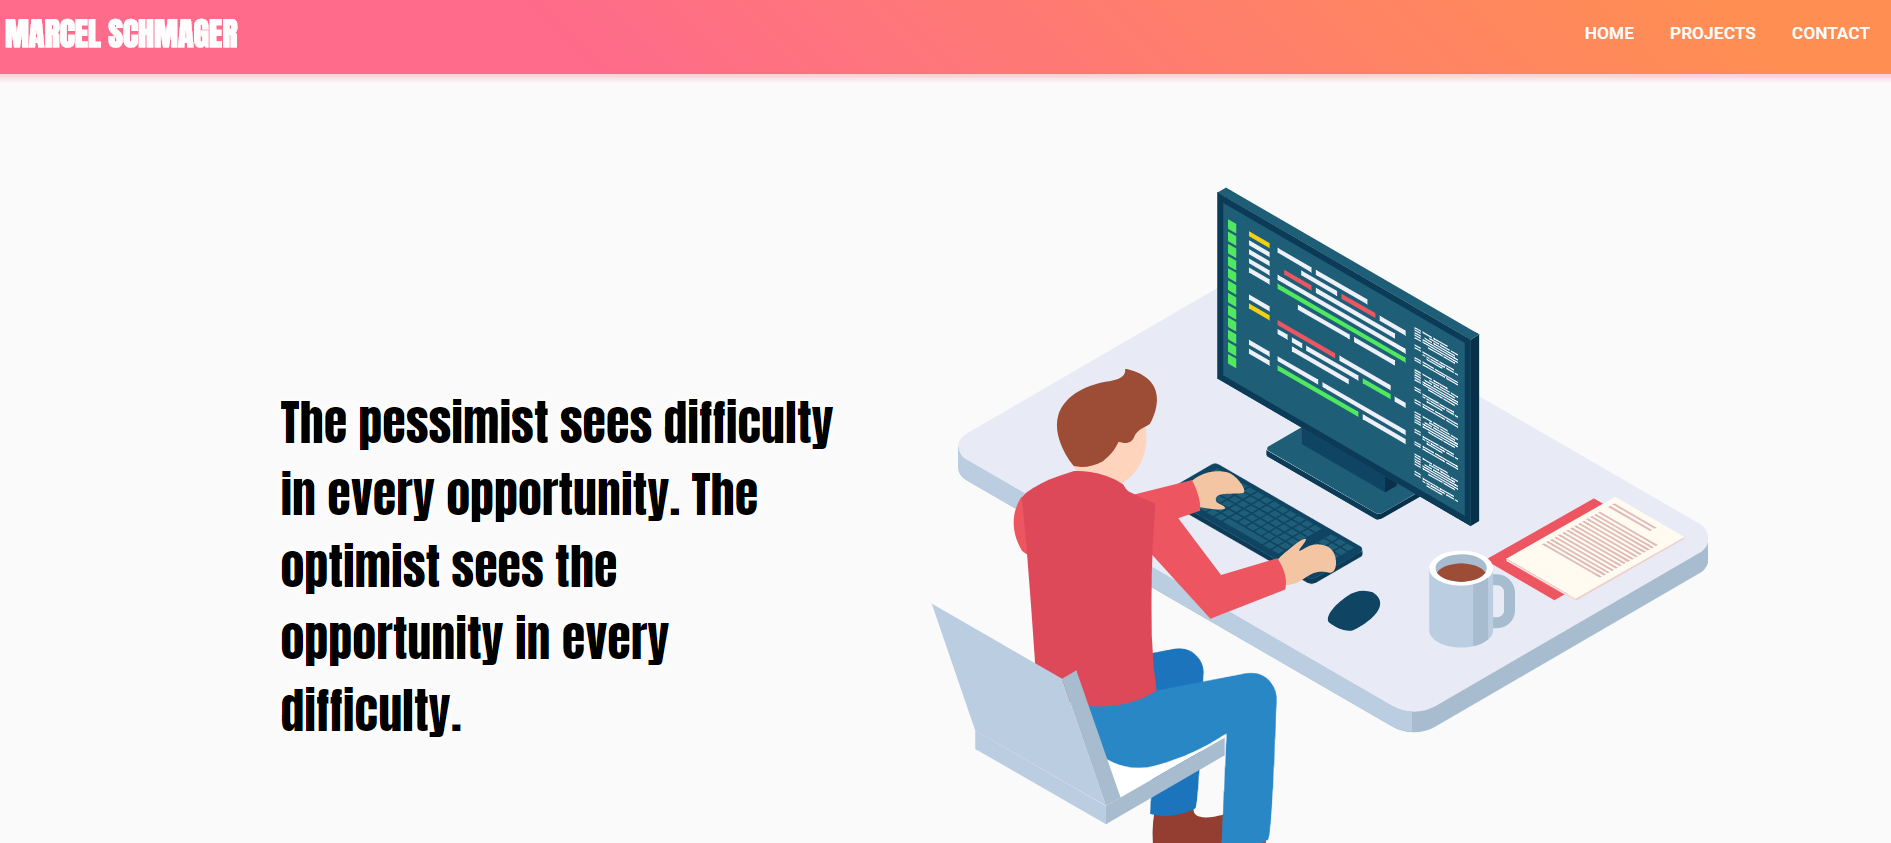 MARCEL SCHMAGER
HOME PROJECTS CONTACT
The pessimist sees difficulty
in every opportunity. The
optimist sees the
opportunity in every
difficulty.